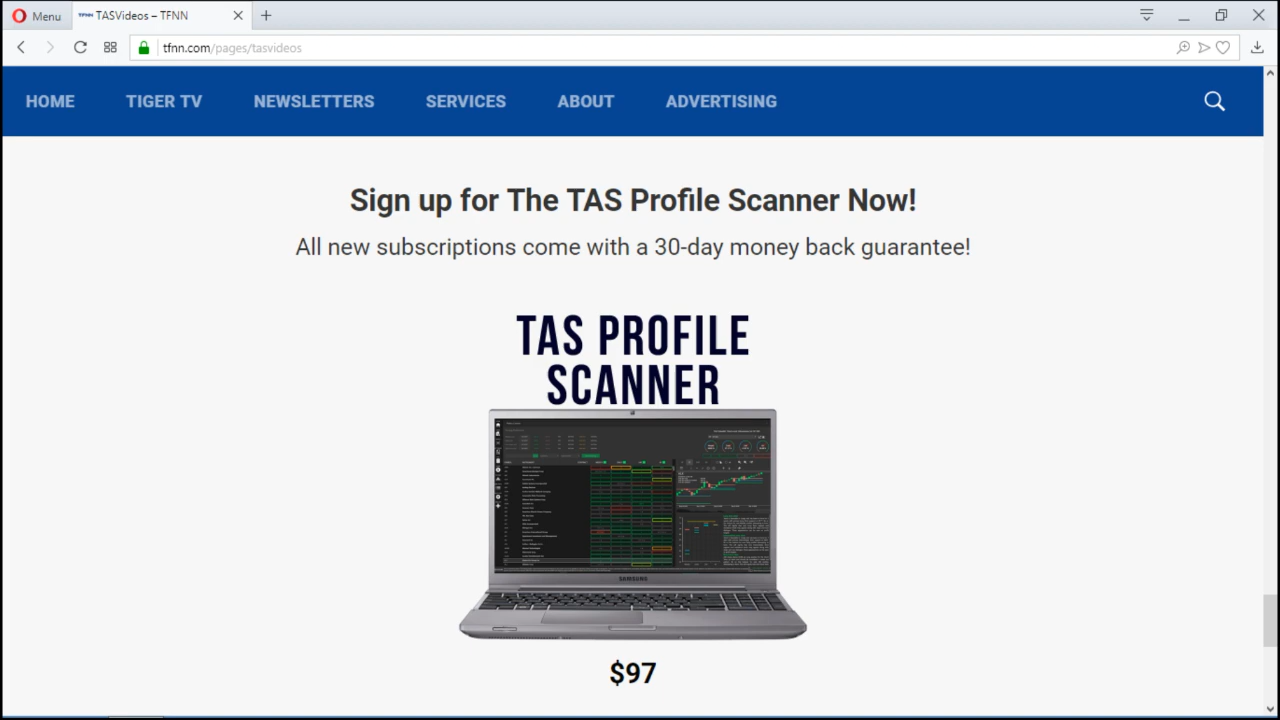 Menu
TFNN TASVideos – TFNN
tfnn.com/pages/tasvideos
HOME
TIGER TV
NEWSLETTERS
SERVICES
ABOUT
ADVERTISING
Sign up for The TAS Profile Scanner Now!
All new subscriptions come with a 30-day money back guarantee!
TAS PROFILE
SCANNER
SAMSUNG
$97